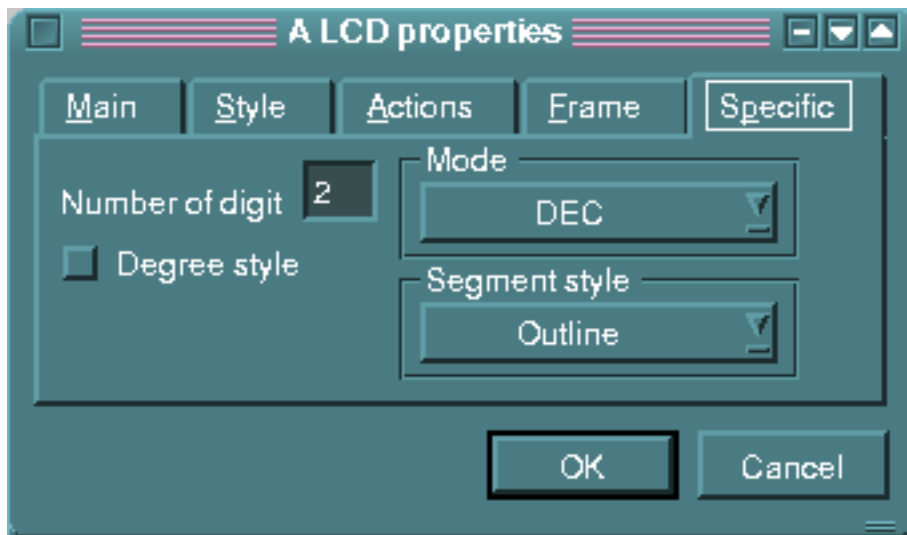 A LCD properties
Main Style Actions Frame Specific
Number of digit 2
Mode
DEC
Degree style
Segment style
Outline
OK Cancel